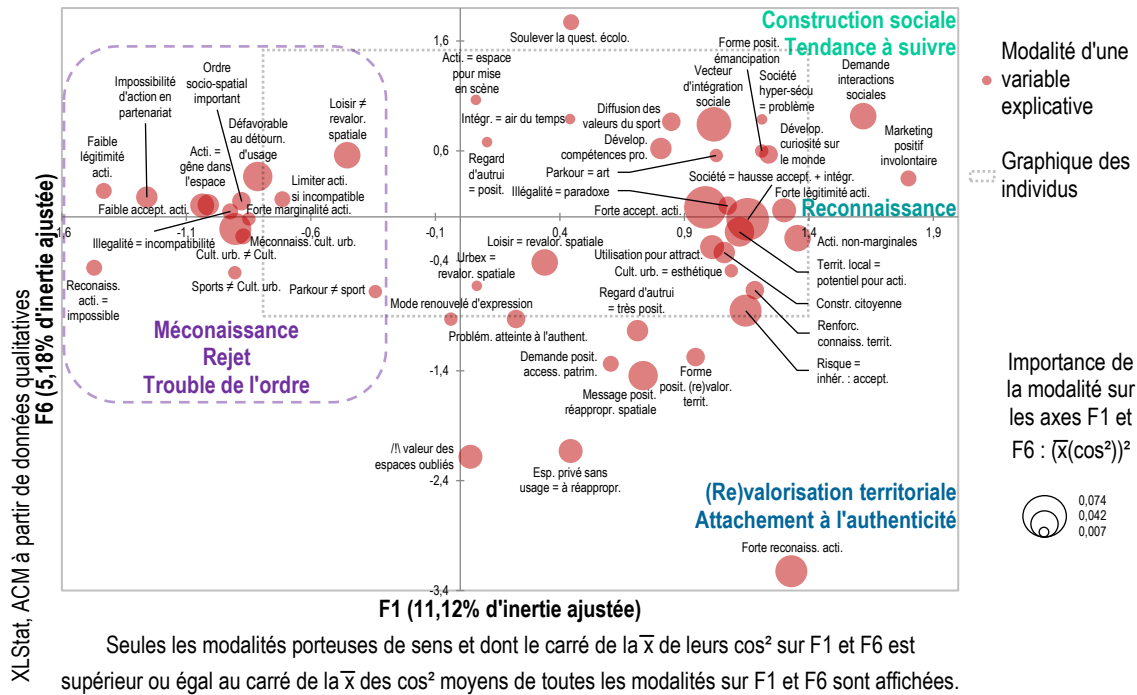 Construction sociale
Tendance à suivre
Soulever la quest. écolo.
1,6
Forme posit.
émancipation
Acti. = espace
pour mise
en scène
Vecteur
d'intégration
sociale
Société
hyper-sécu
= problème
Demande
interactions
sociales
Ordre
socio-spatial
important
Impossibilité
d'action en
partenariat
Loisir ≠
revalor.
spatiale
Diffusion des
valeurs du sport
Intégr. = air du temps
Défavorable
au détourn.
d'usage
Faible
légitimité
acti.
Acti. =
gêne dans
l'espace
0,6
Dévelop.
compétences pro.
Dévelop.
curiosité sur
le monde
Marketing
positif
involontaire
Regard
d'autrui
= posit.
Parkour = art
Limiter acti.
si incompatible
Société = hausse accept. + intégr.
Illégalité = paradoxe
Forte légitimité acti.
Faible accept. acti.
Forte marginalité acti.
Forte accept. acti.
Reconnaissance
-1,6
-1,1
-0,6
-0,1
0,4
0,9
1,4
1,9
Illegalité = incompatibilité
Méconnaiss. cult. urb.
Cult. urb. ≠ Cult.
Loisir = revalor. spatiale
Acti. non-marginales
-0,4
Utilisation pour attract.
Urbex =
revalor. spatiale
Cult. urb. = esthétique
Territ. local =
potentiel pour acti.
Reconaiss.
acti. =
impossible
Sports ≠ Cult. urb.
Parkour ≠ sport
Regard d'autrui
= très posit.
Constr. citoyenne
Mode renouvelé d'expression
Problém. atteinte à l'authent.
Renforc.
connaiss. territ.
Méconaissance
Rejet
Trouble de l'ordre
Demande posit.
access. patrim.
Forme
posit. (re)valor.
territ.
Risque =
inhér. : accept.
-1,4
Message posit.
réappropr. spatiale
/!\ valeur des
espaces oubliés
Esp. privé sans
usage = à réappropr.
-2,4
(Re)valorisation territoriale
Attachement à l'authenticité
Forte reconaiss. acti.
-3,4
F1 (11,12% d'inertie ajustée)
F6 (5,18% d'inertie ajustée)
XLStat, ACM à partir de données qualitatives
Modalité d'une
variable
explicative
Graphique des
individus
Importance de
la modalité sur
les axes F1 et
F6 : (x̅(cos²))²
0,074
0,042
0,007
Seules les modalités porteuses de sens et dont le carré de la x̅ de leurs cos² sur F1 et F6 est
supérieur ou égal au carré de la x̅ des cos² moyens de toutes les modalités sur F1 et F6 sont affichées.